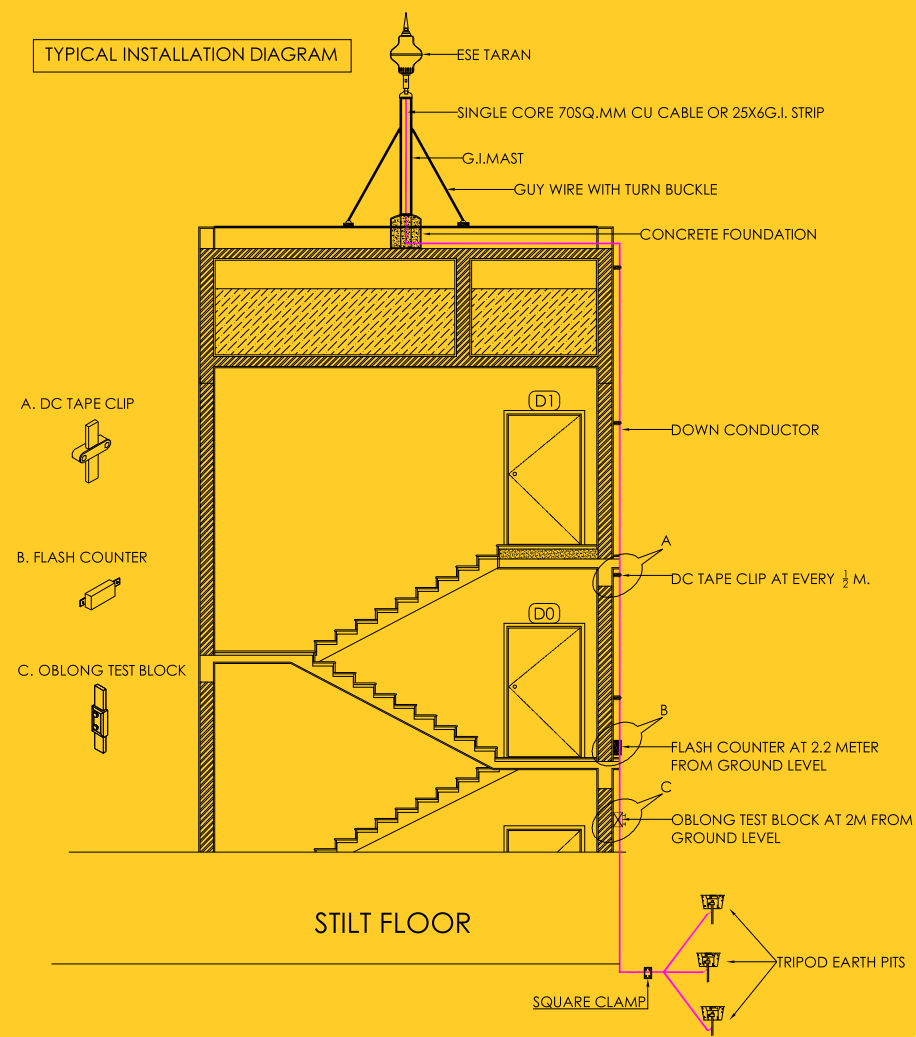 TYPICAL INSTALLATION DIAGRAM
ESE TARAN
SINGLE CORE 70SQ.MM CU CABLE OR 25X6G.I. STRIP
G.I.MAST
GUY WIRE WITH TURN BUCKLE
CONCRETE FOUNDATION
A. DC TAPE CLIP
D1
DOWN CONDUCTOR
A
B. FLASH COUNTER
DC TAPE CLIP AT EVERY ½ M.
D0
C. OBLONG TEST BLOCK
B
FLASH COUNTER AT 2.2 METER
FROM GROUND LEVEL
C
OBLONG TEST BLOCK AT 2M FROM
GROUND LEVEL
STILT FLOOR
TRIPOD EARTH PITS
SQUARE CLAMP